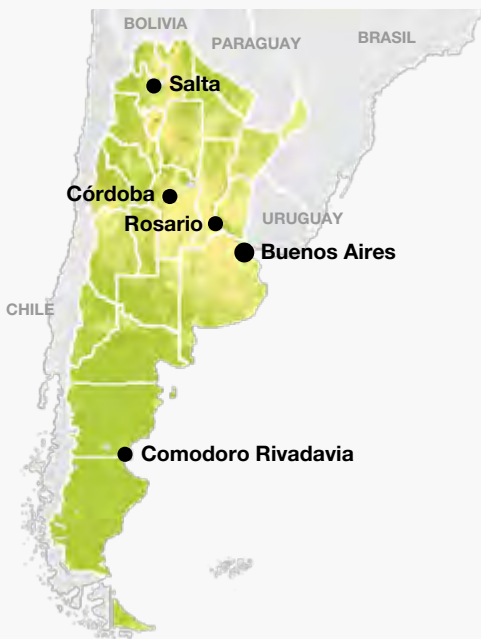 BOLIVIA
PARAGUAY
BRASIL
Salta
Córdoba
Rosario
URUGUAY
Buenos Aires
CHILE
Comodoro Rivadavia